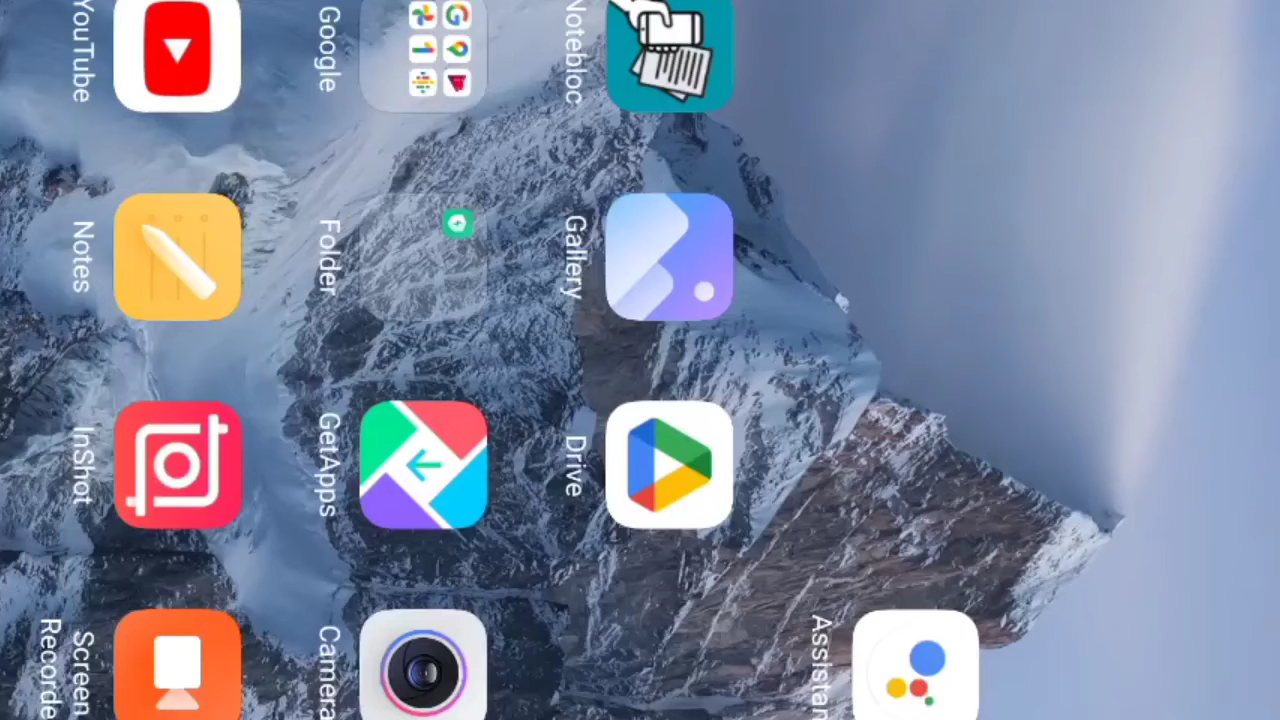 Assistan
Notebloc
Gallery
Drive
Google
Folder
GetApps
Camera
YouTube
Notes
InShot
Screen
Recorde